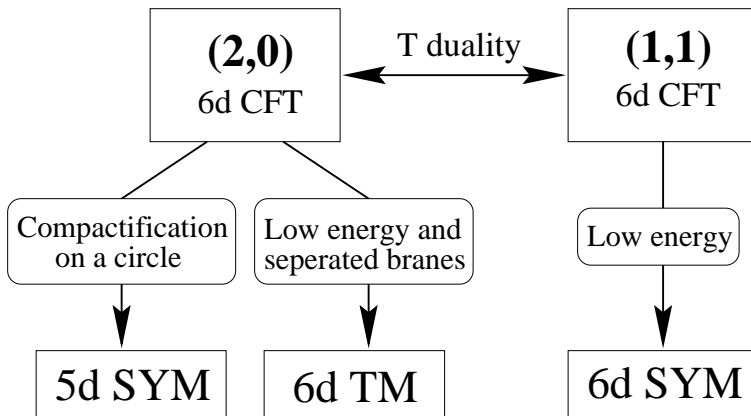 (2,0)
6d CFT
T duality
(1,1)
6d CFT
Compactification
on a circle
Low energy and
seperated branes
Low energy
5d SYM
6d TM
6d SYM